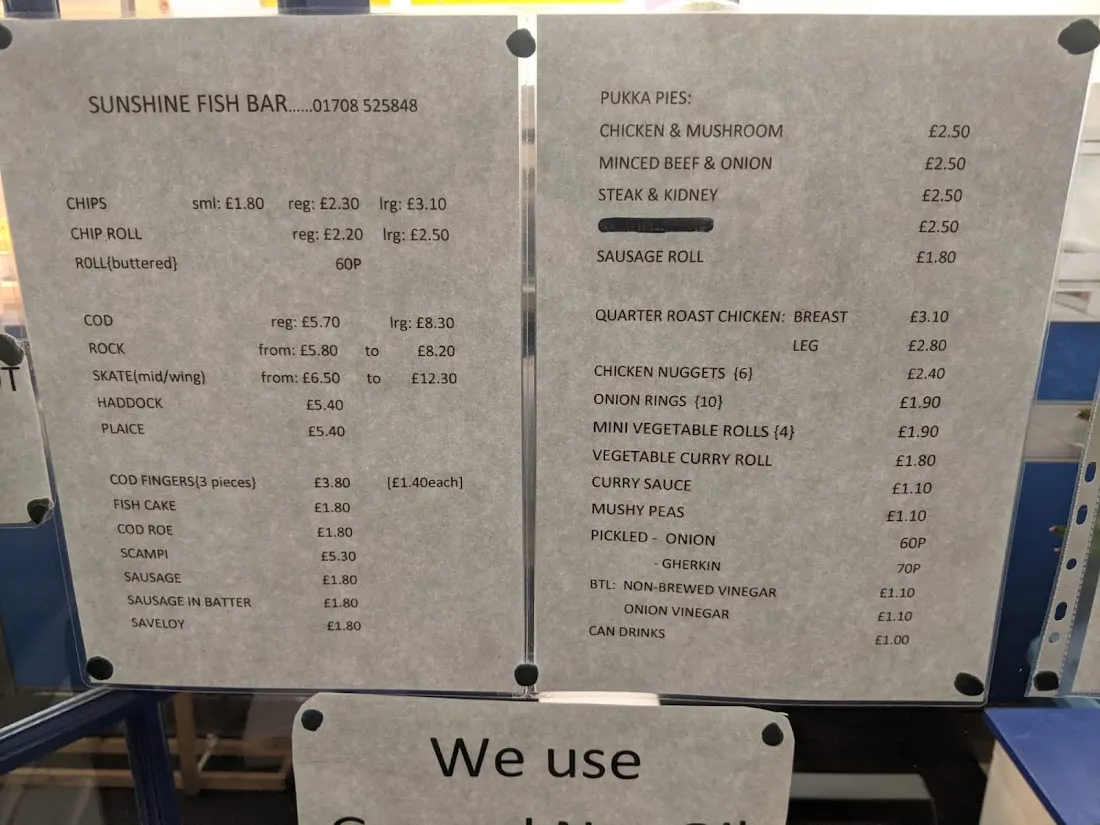 SUNSHINE FISH BAR......01708 525848
CHIPS sml: £1.80 reg: £2.30 lrg: £3.10
CHIP ROLL reg: £2.20 lrg: £2.50
ROLL{buttered} 60P
COD reg: £5.70 lrg: £8.30
ROCK from: £5.80 to £8.20
SKATE(mid/wing) from: £6.50 to £12.30
HADDOCK £5.40
PLAICE £5.40
COD FINGERS{3 pieces} £3.80 [£1.40each]
FISH CAKE £1.80
COD ROE £1.80
SCAMPI £5.30
SAUSAGE £1.80
SAUSAGE IN BATTER £1.80
SAVELOY £1.80
PUKKA PIES:
CHICKEN & MUSHROOM £2.50
MINCED BEEF & ONION £2.50
STEAK & KIDNEY £2.50
£2.50
SAUSAGE ROLL £1.80
QUARTER ROAST CHICKEN: BREAST £3.10
LEG £2.80
CHICKEN NUGGETS {6} £2.40
ONION RINGS {10} £1.90
MINI VEGETABLE ROLLS {4} £1.90
VEGETABLE CURRY ROLL £1.80
CURRY SAUCE £1.10
MUSHY PEAS £1.10
PICKLED - ONION 60P
- GHERKIN 70P
BTL: NON-BREWED VINEGAR £1.10
ONION VINEGAR £1.10
CAN DRINKS £1.00
We use